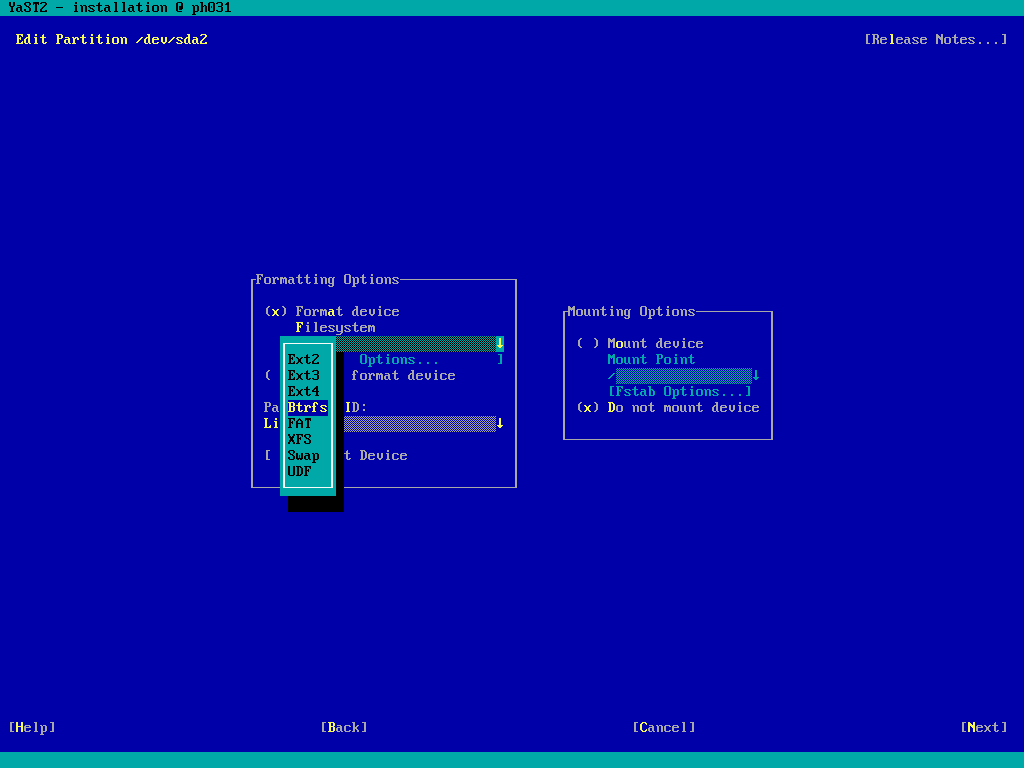 YaST2 - installation @ ph031
Edit Partition /dev/sda2 [Release Notes...]
Formatting Options
(x) Format device
Filesystem
Ext2
Ext3
Ext4
Btrfs
FAT
XFS
Swap
UDF
Options... ]
( format device
Pa ID:
Li
[ t Device
Mounting Options
( ) Mount device
Mount Point
/
[Fstab Options...]
(x) Do not mount device
[Help] [Back] [Cancel] [Next]